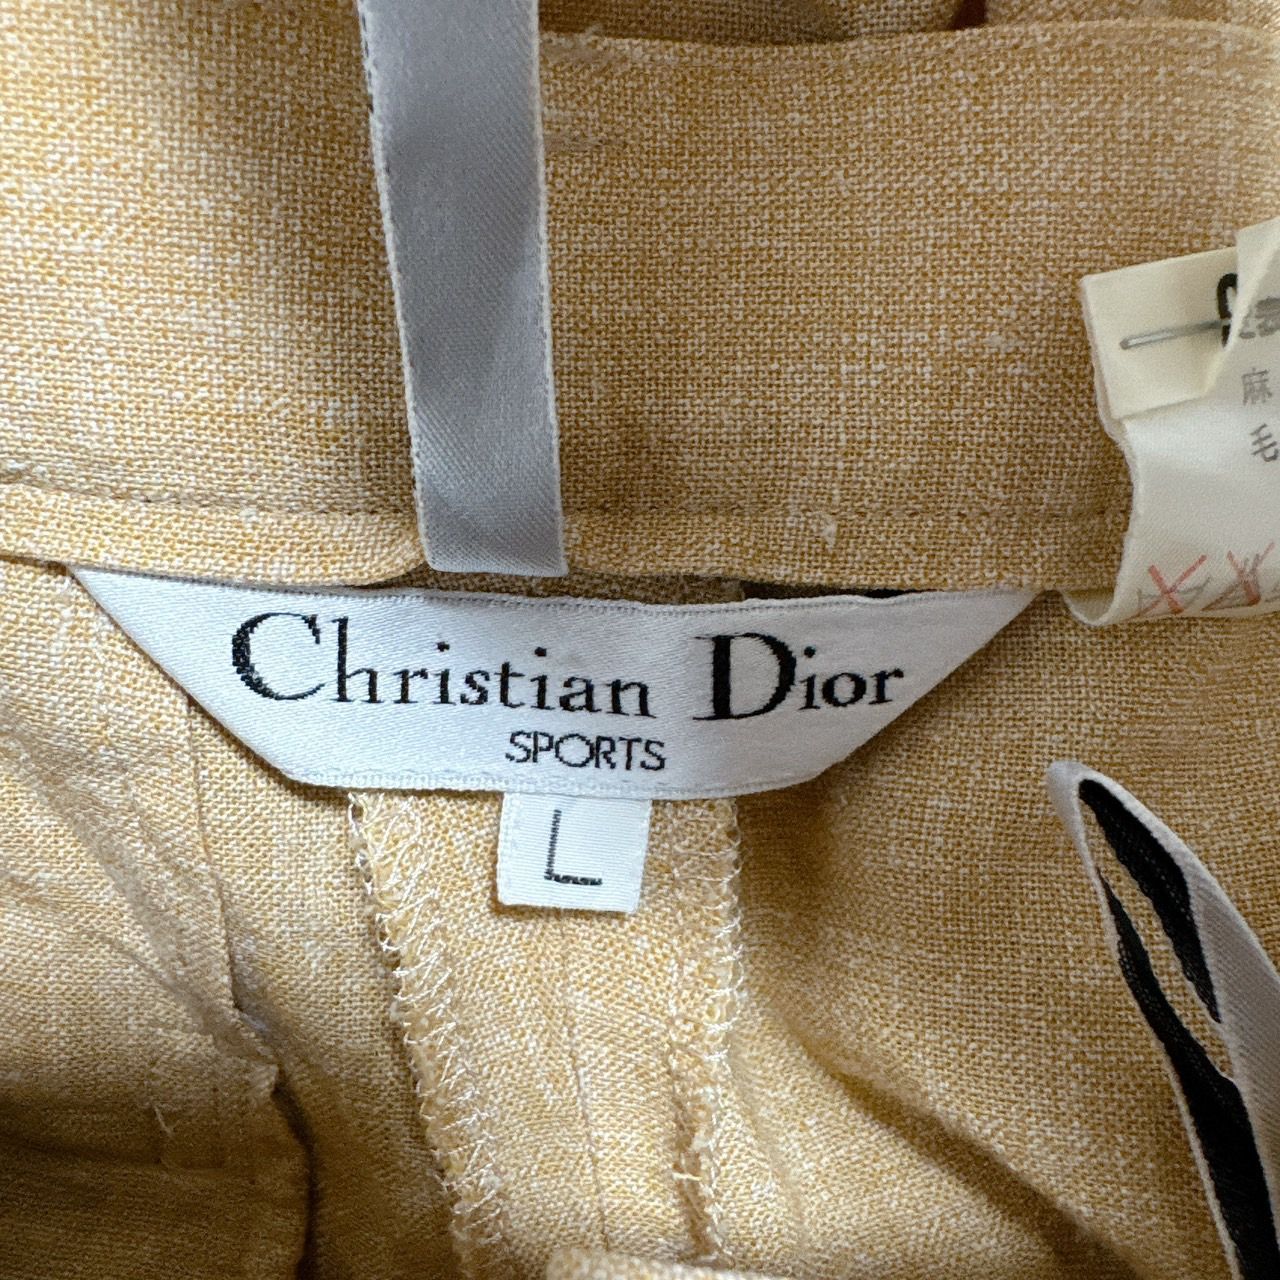 Christian Dior
SPORTS
L
麻
毛